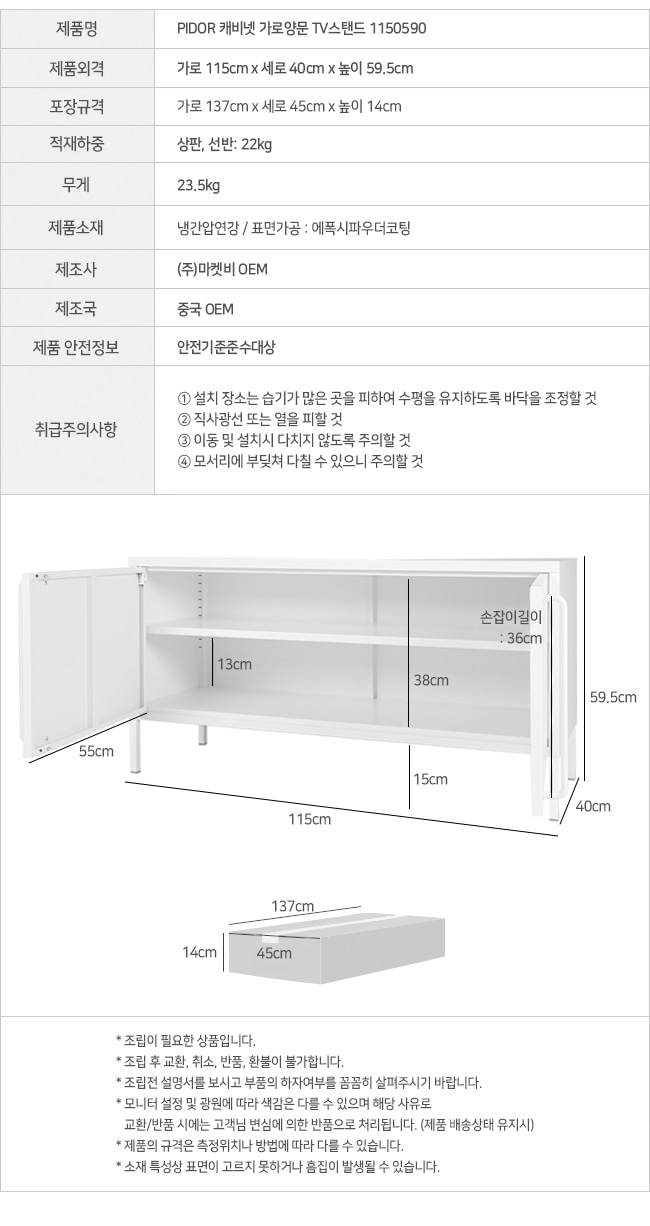 제품명 PIDOR 캐비넷 가로양문 TV스탠드 1150590
제품외격 가로 115cm x 세로 40cm x 높이 59.5cm
포장규격 가로 137cm x 세로 45cm x 높이 14cm
적재하중 상판, 선반: 22kg
무게 23.5kg
제품소재 냉간압연강 / 표면가공 : 에폭시파우더코팅
제조사 (주)마켓비 OEM
제조국 중국 OEM
제품 안전정보 안전기준준수대상
취급주의사항
① 설치 장소는 습기가 많은 곳을 피하여 수평을 유지하도록 바닥을 조정할 것
② 직사광선 또는 열을 피할 것
③ 이동 및 설치시 다치지 않도록 주의할 것
④ 모서리에 부딪쳐 다칠 수 있으니 주의할 것
손잡이길이
: 36cm
13cm
38cm
59.5cm
55cm
15cm
40cm
115cm
137cm
14cm
45cm
* 조립이 필요한 상품입니다.
* 조립 후 교환, 취소, 반품, 환불이 불가합니다.
* 조립전 설명서를 보시고 부품의 하자여부를 꼼꼼히 살펴주시기 바랍니다.
* 모니터 설정 및 광원에 따라 색감은 다를 수 있으며 해당 사유로
교환/반품 시에는 고객님 변심에 의한 반품으로 처리됩니다. (제품 배송상태 유지시)
* 제품의 규격은 측정위치나 방법에 따라 다를 수 있습니다.
* 소재 특성상 표면이 고르지 못하거나 흠집이 발생될 수 있습니다.